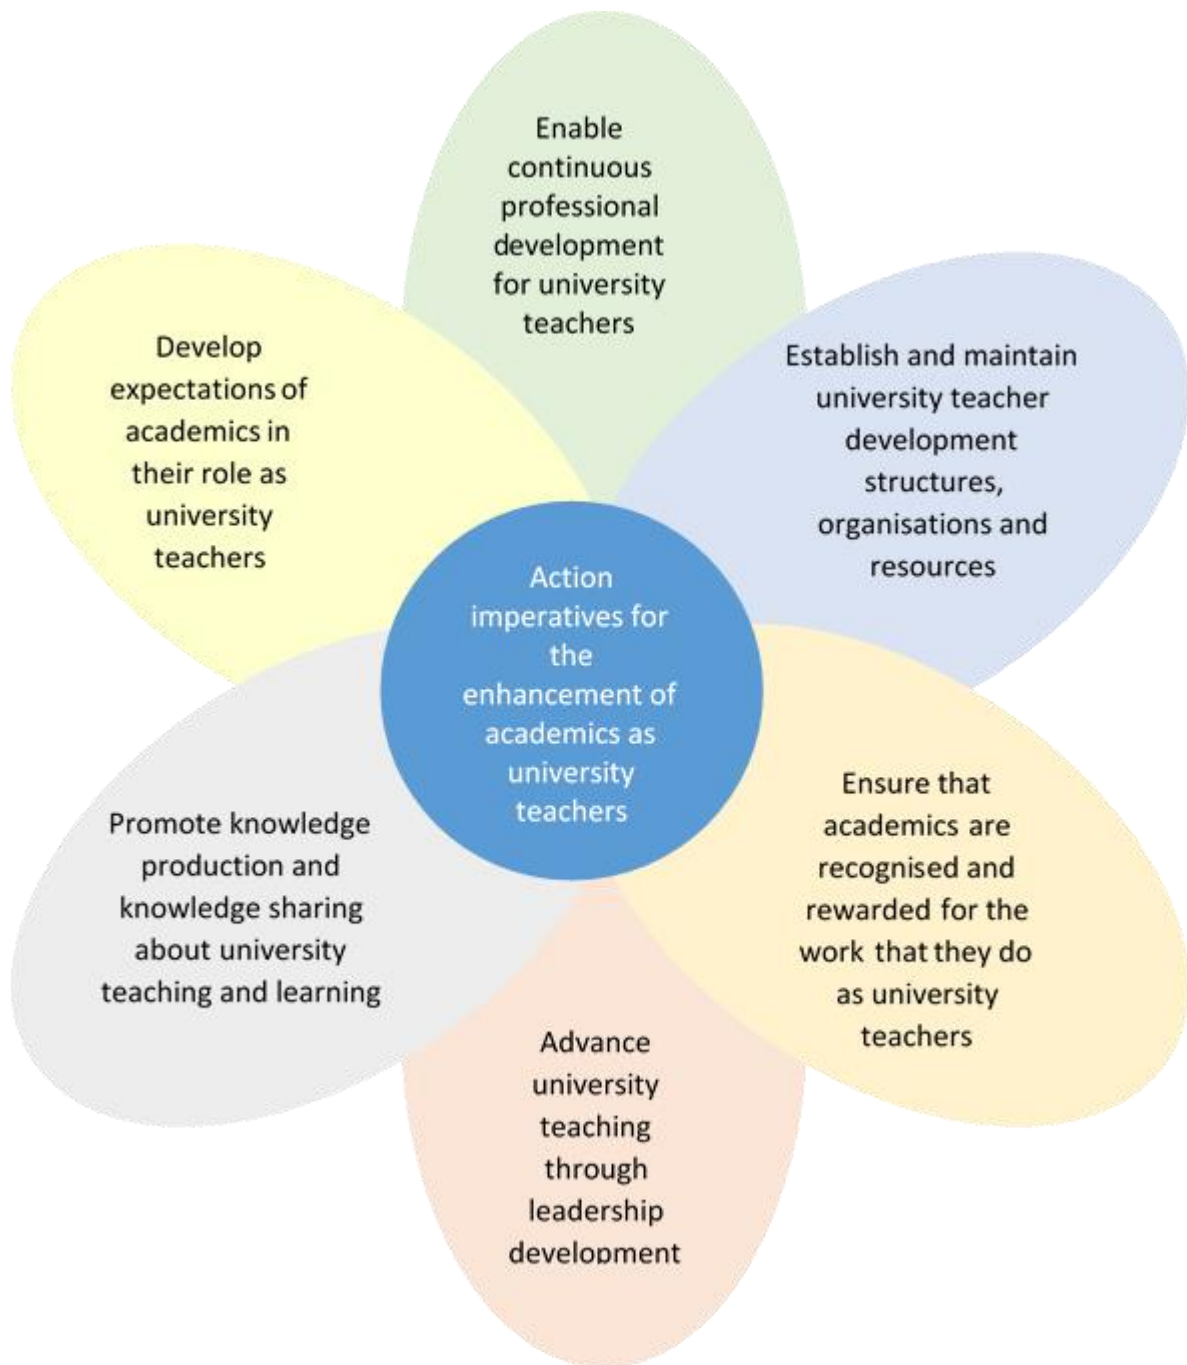 Enable
continuous
professional
development
for university
teachers
Establish and maintain
university teacher
development
structures,
organisations and
resources
Ensure that
academics are
recognised and
rewarded for the
work that they do
as university
teachers
Advance
university
teaching
through
leadership
development
Promote knowledge
production and
knowledge sharing
about university
teaching and learning
Develop
expectations of
academics in
their role as
university
teachers
Action
imperatives for
the
enhancement of
academics as
university
teachers